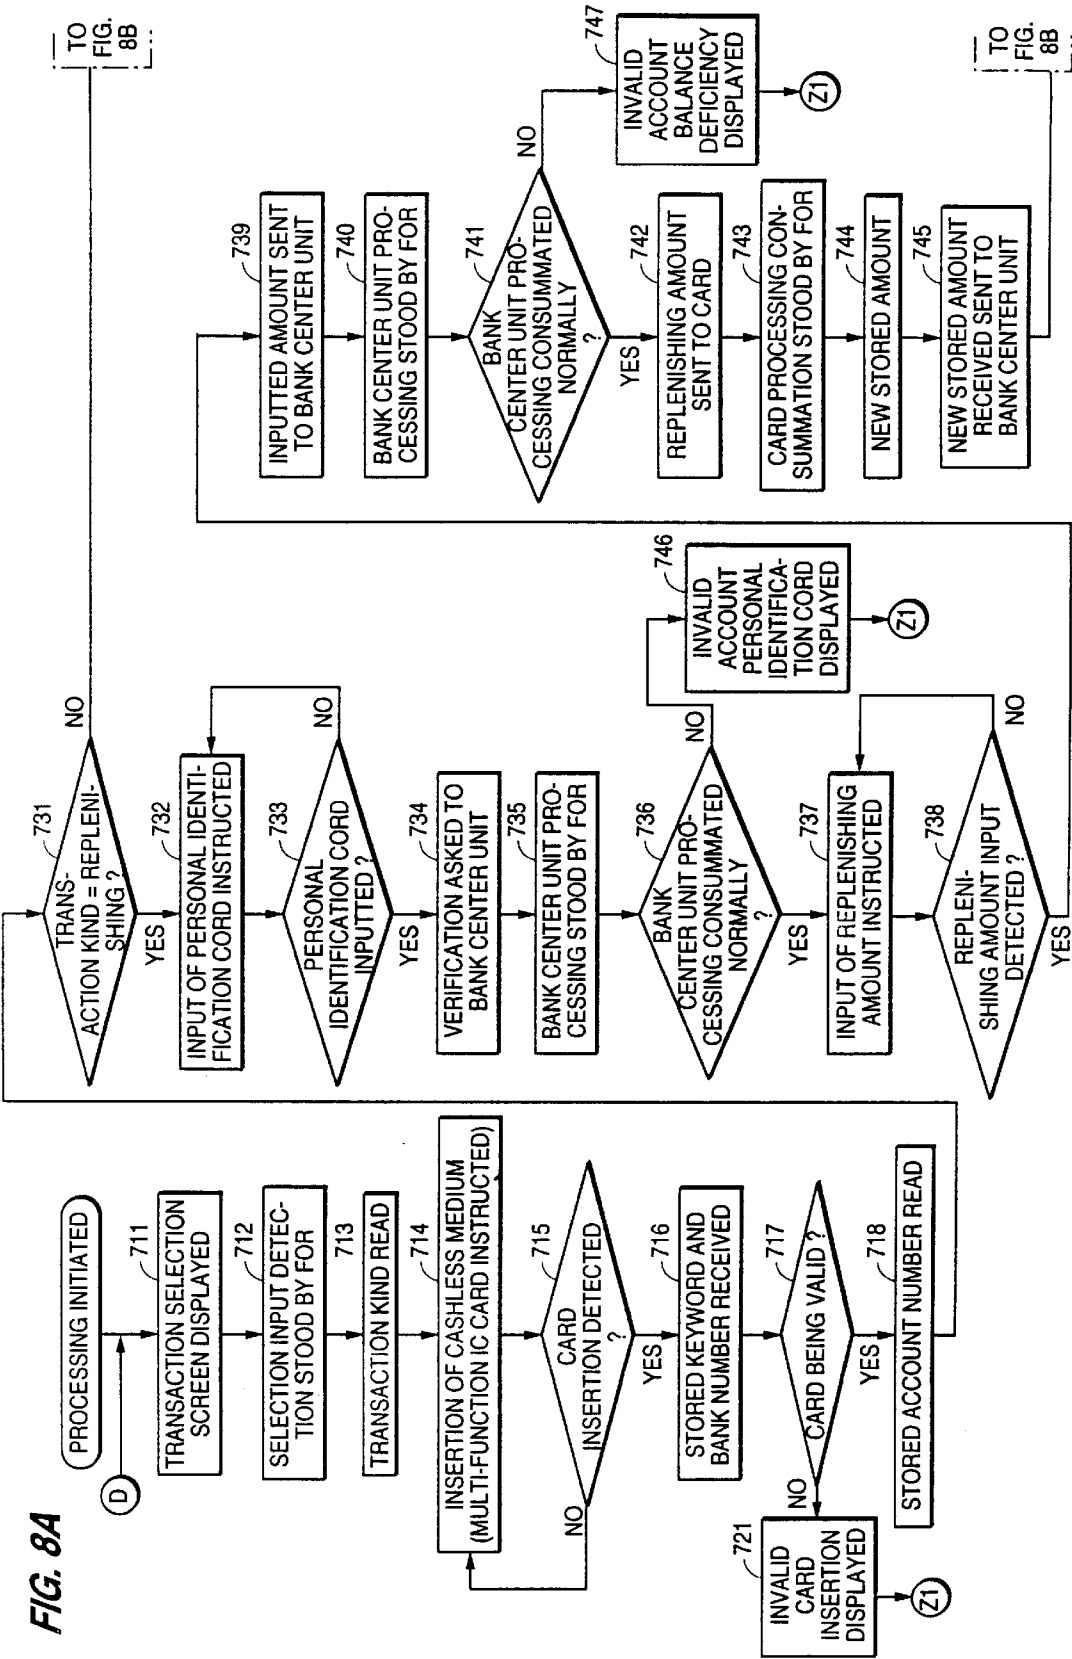 FIG. 8A
PROCESSING INITIATED
D
711
TRANSACTION SELECTION
SCREEN DISPLAYED
712
SELECTION INPUT DETEC-
TION STOOD BY FOR
713
TRANSACTION KIND READ
714
INSERTION OF CASHLESS MEDIUM
(MULTI-FUNCTION IC CARD INSTRUCTED)
715
CARD
INSERTION DETECTED
?
NO
YES
716
STORED KEYWORD AND
BANK NUMBER RECEIVED
717
CARD BEING VALID ?
NO
YES
721
INVALID
CARD
INSERTION
DISPLAYED
Z1
718
STORED ACCOUNT NUMBER READ
731
TRANS-
ACTION KIND = REPLENI-
SHING ?
NO
TO
FIG.
8B
YES
732
INPUT OF PERSONAL IDENTI-
FICATION CORD INSTRUCTED
733
PERSONAL
IDENTIFICATION CORD
INPUTTED ?
NO
YES
734
VERIFICATION ASKED TO
BANK CENTER UNIT
735
BANK CENTER UNIT PRO-
CESSING STOOD BY FOR
736
BANK
CENTER UNIT PRO-
CESSING CONSUMMATED
NORMALLY
?
NO
YES
746
INVALID
ACCOUNT
PERSONAL
IDENTIFICA-
TION CORD
DISPLAYED
Z1
737
INPUT OF REPLENISHING
AMOUNT INSTRUCTED
738
REPLENI-
SHING AMOUNT INPUT
DETECTED ?
NO
YES
739
INPUTTED AMOUNT SENT
TO BANK CENTER UNIT
740
BANK CENTER UNIT PRO-
CESSING STOOD BY FOR
741
BANK
CENTER UNIT PRO-
CESSING CONSUMMATED
NORMALLY
?
NO
YES
747
INVALID
ACCOUNT
BALANCE
DEFICIENCY
DISPLAYED
Z1
742
REPLENISHING AMOUNT
SENT TO CARD
743
CARD PROCESSING CON-
SUMMATION STOOD BY FOR
744
NEW STORED AMOUNT
745
NEW STORED AMOUNT
RECEIVED SENT TO
BANK CENTER UNIT
TO
FIG.
8B